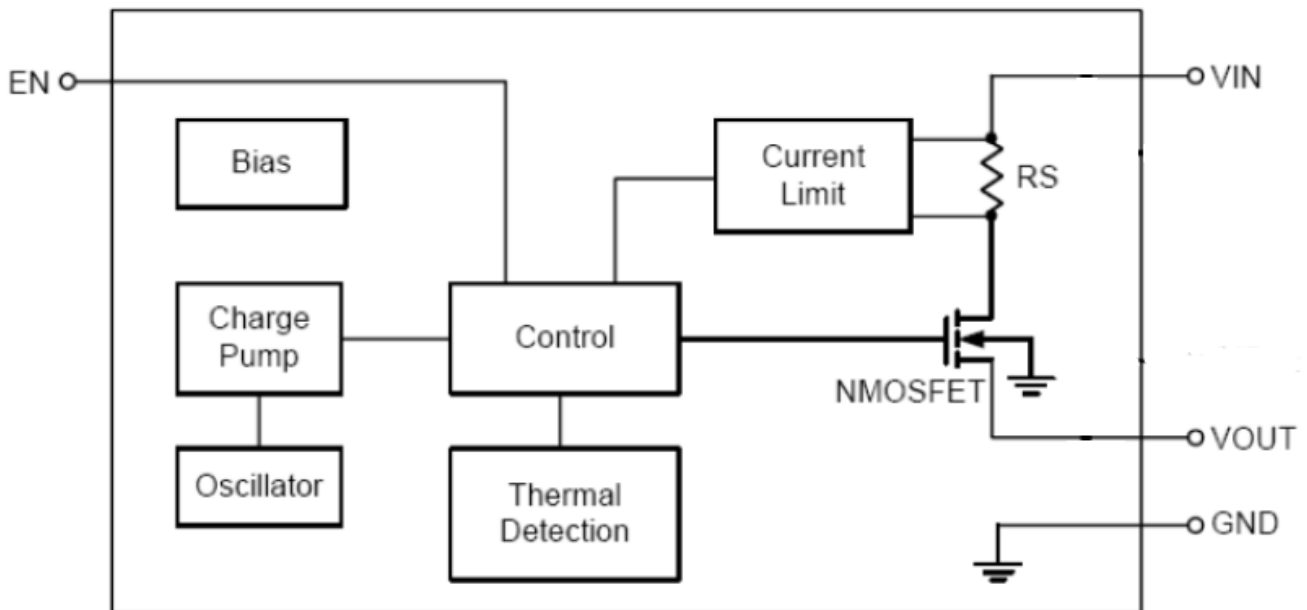 EN
VIN
Bias
Current
Limit
RS
Charge
Pump
Control
NMOSFET
VOUT
Oscillator
Thermal
Detection
GND